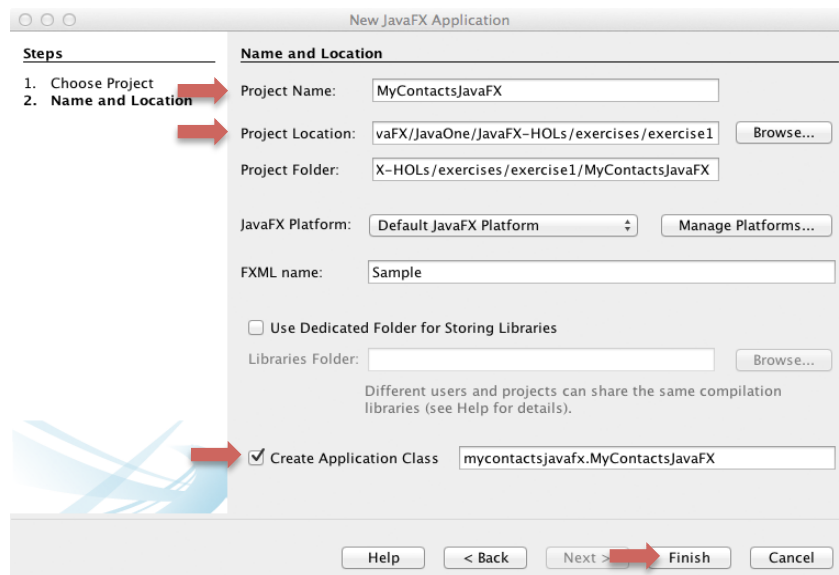 New JavaFX Application
Steps
1. Choose Project
2. Name and Location
Name and Location
Project Name: MyContactsJavaFX
Project Location: vaFX/JavaOne/JavaFX-HOLs/exercises/exercise1 Browse...
Project Folder: X-HOLs/exercises/exercise1/MyContactsJavaFX
JavaFX Platform: Default JavaFX Platform Manage Platforms...
FXML name: Sample
Use Dedicated Folder for Storing Libraries
Libraries Folder: Browse...
Different users and projects can share the same compilation
libraries (see Help for details).
Create Application Class mycontactsjavafx.MyContactsJavaFX
Help < Back Next > Finish Cancel